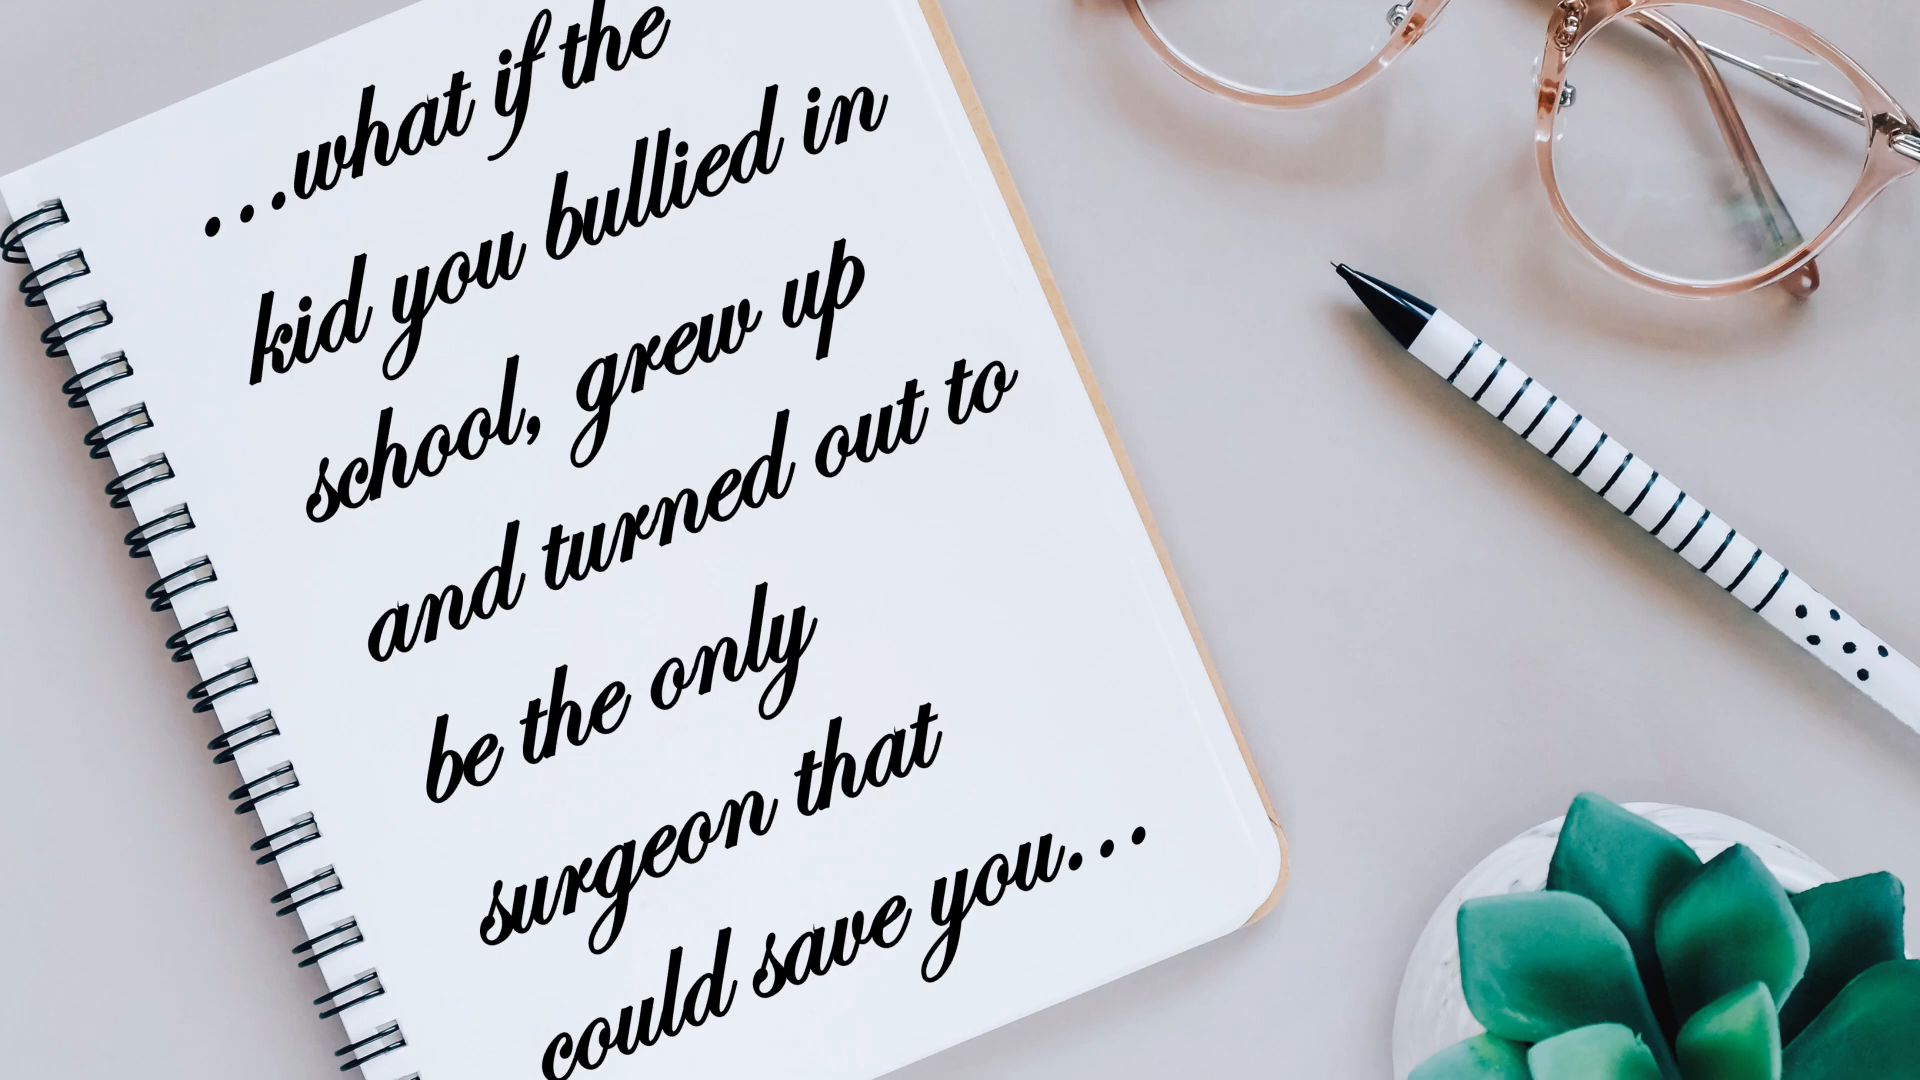 ...what if the
kid you bullied in
school, grew up
and turned out to
be the only
surgeon that
could save you...